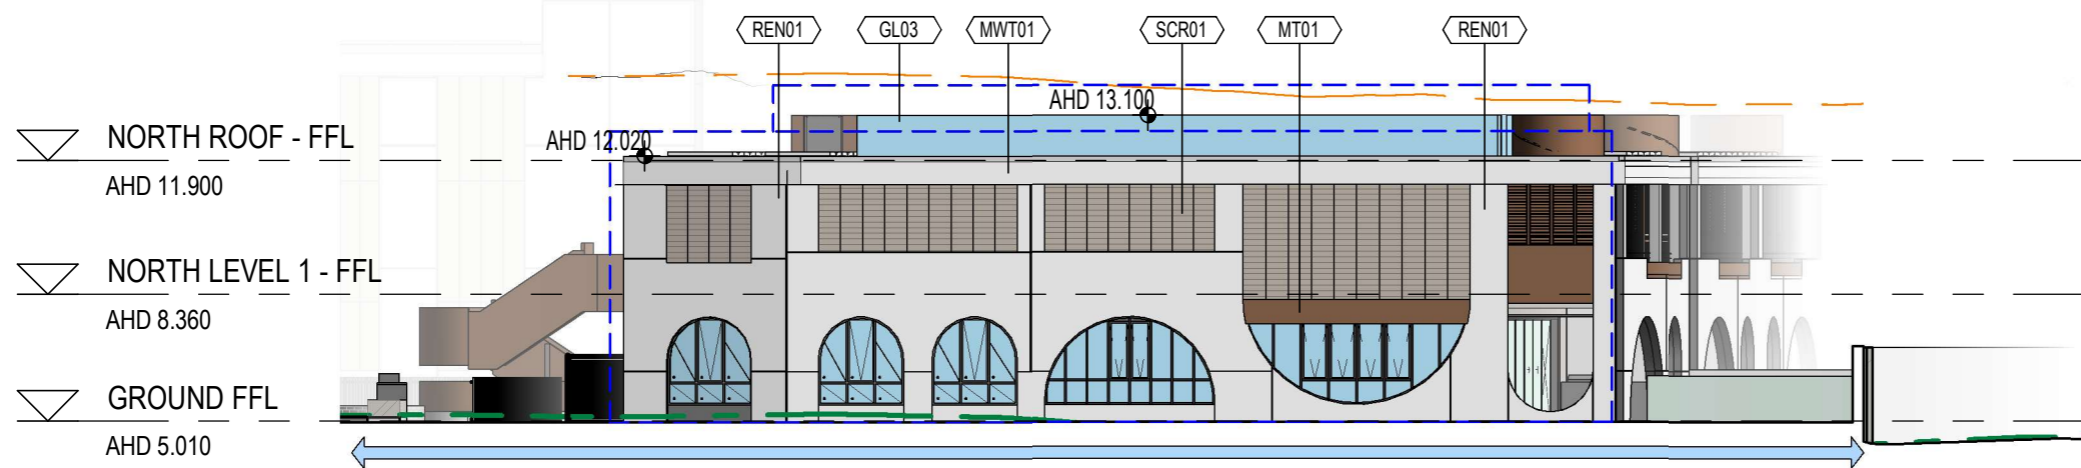 REN01
GL03
MWT01
SCR01
MT01
REN01
AHD 13.100
NORTH ROOF - FFL
AHD 12.020
AHD 11.900
NORTH LEVEL 1 - FFL
AHD 8.360
GROUND FFL
AHD 5.010